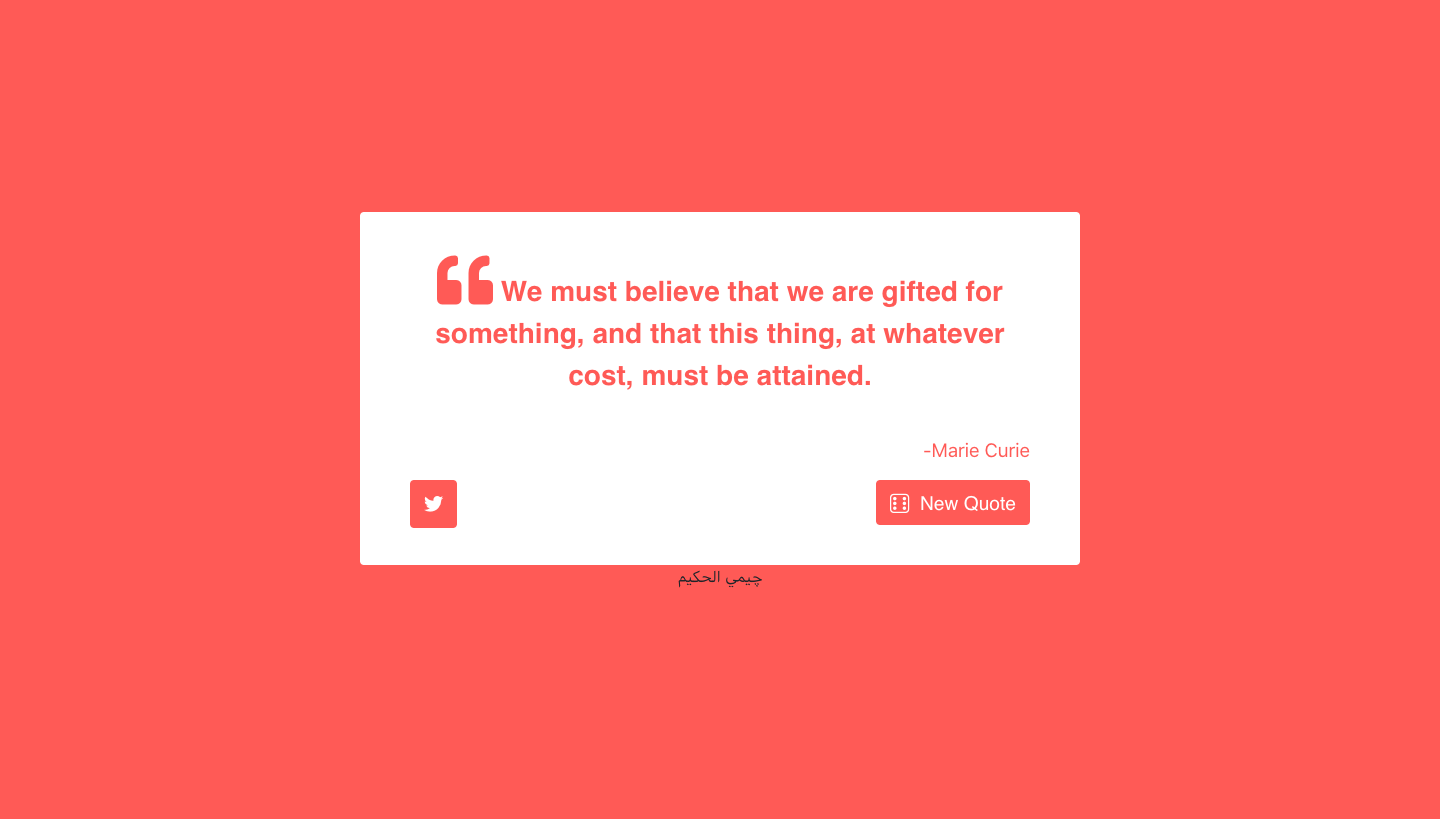 We must believe that we are gifted for
something, and that this thing, at whatever
cost, must be attained.
-Marie Curie
New Quote
چيمي الحكيم